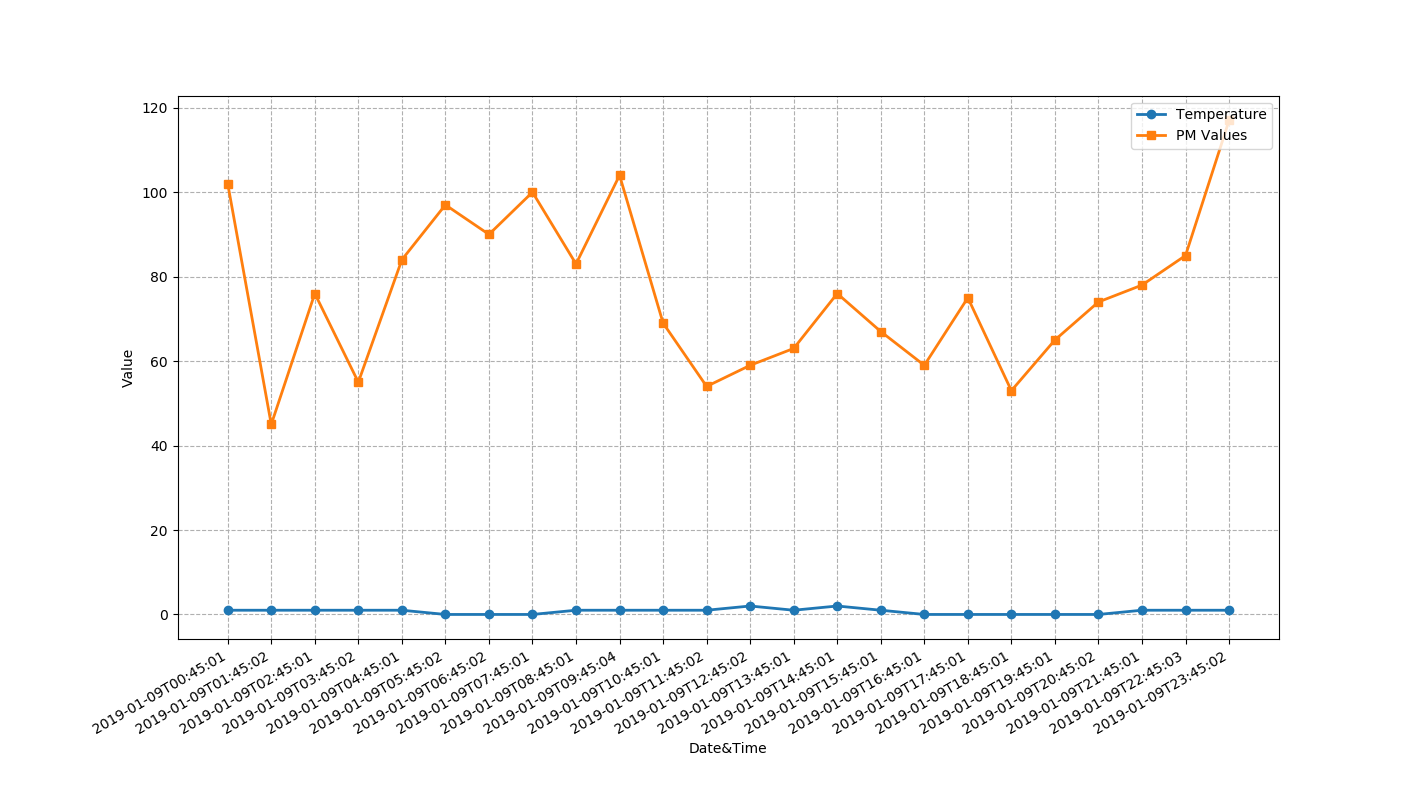 Temperature
PM Values
120
100
80
60
40
20
0
Value
2019-01-09T00:45:01
2019-01-09T01:45:02
2019-01-09T02:45:01
2019-01-09T03:45:02
2019-01-09T04:45:01
2019-01-09T05:45:02
2019-01-09T06:45:02
2019-01-09T07:45:01
2019-01-09T08:45:01
2019-01-09T09:45:04
2019-01-09T10:45:01
2019-01-09T11:45:02
2019-01-09T12:45:02
2019-01-09T13:45:01
2019-01-09T14:45:01
2019-01-09T15:45:01
2019-01-09T16:45:01
2019-01-09T17:45:01
2019-01-09T18:45:01
2019-01-09T19:45:01
2019-01-09T20:45:02
2019-01-09T21:45:01
2019-01-09T22:45:03
2019-01-09T23:45:02
Date&Time